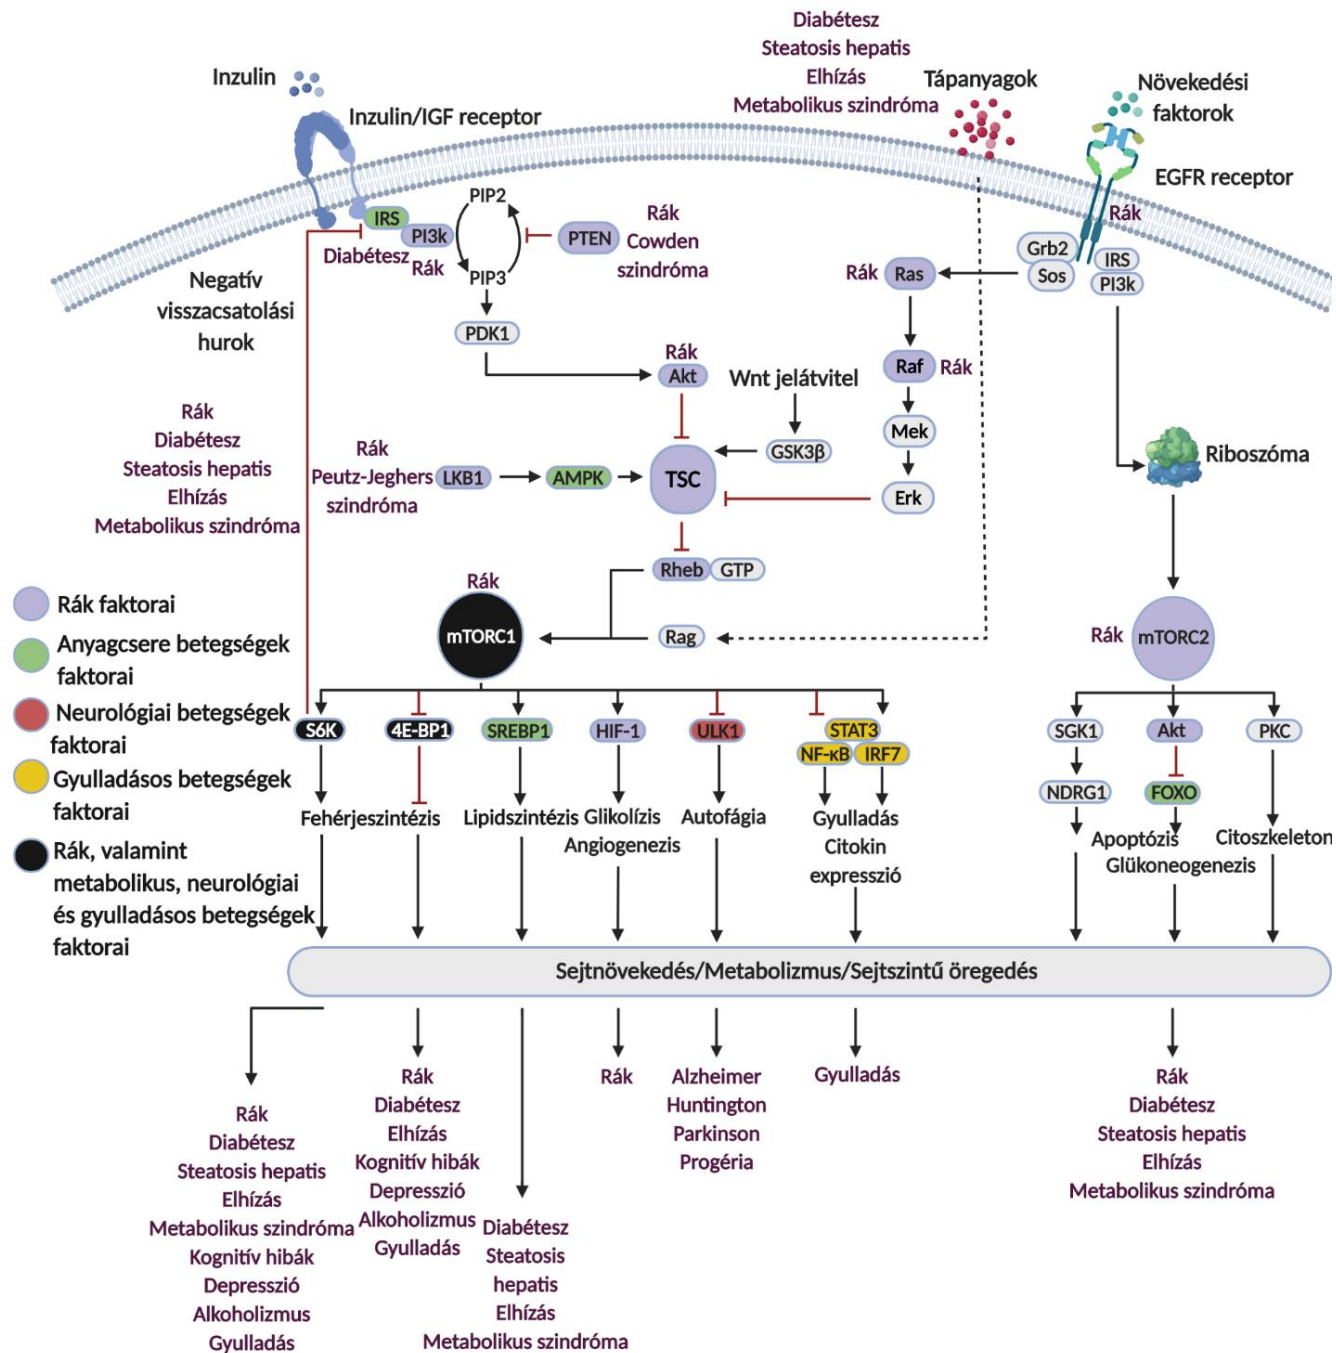 Diabétesz
Steatosis hepatis
Elhízás
Metabolikus szindróma
Tápanyagok
Inzulin
Inzulin/IGF receptor
Növekedési
faktorok
EGFR receptor
Rák
IRS
PI3k
Diabétesz
Rák
PIP2
PIP3
PTEN
Rák
Cowden
szindróma
Grb2
Sos
IRS
PI3k
Rák
Ras
Negatív
visszacsatolási
hurok
PDK1
Rák
Akt
Wnt jelátvitel
Raf
Rák
Mek
GSK3β
Erk
Riboszóma
Rák
Diabétesz
Steatosis hepatis
Elhízás
Metabolikus szindróma
Rák
Peutz-Jeghers
szindróma
LKB1
AMPK
TSC
Rheb
GTP
Rák
mTORC1
Rag
Rák
mTORC2
Rák faktorai
Anyagcsere betegségek
faktorai
Neurológiai betegségek
faktorai
Gyulladásos betegségek
faktorai
Rák, valamint
metabolikus, neurológiai
és gyulladásos betegségek
faktorai
S6K
4E-BP1
SREBP1
HIF-1
ULK1
STAT3
NF-κB
IRF7
SGK1
Akt
PKC
NDRG1
FOXO
Fehérjeszintézis
Lipidszintézis
Glikolízis
Angiogenezis
Autofágia
Gyulladás
Citokin
expresszió
Apoptózis
Glükoneogenezis
Citoszkeleton
Sejtnövekedés/Metabolizmus/Sejtszintű öregedés
Rák
Diabétesz
Steatosis hepatis
Elhízás
Metabolikus szindróma
Kognitív hibák
Depresszió
Alkoholizmus
Gyulladás
Rák
Diabétesz
Elhízás
Kognitív hibák
Depresszió
Alkoholizmus
Gyulladás
Diabétesz
Steatosis
hepatis
Elhízás
Metabolikus szindróma
Rák
Alzheimer
Huntington
Parkinson
Progéria
Gyulladás
Rák
Diabétesz
Steatosis hepatis
Elhízás
Metabolikus szindróma